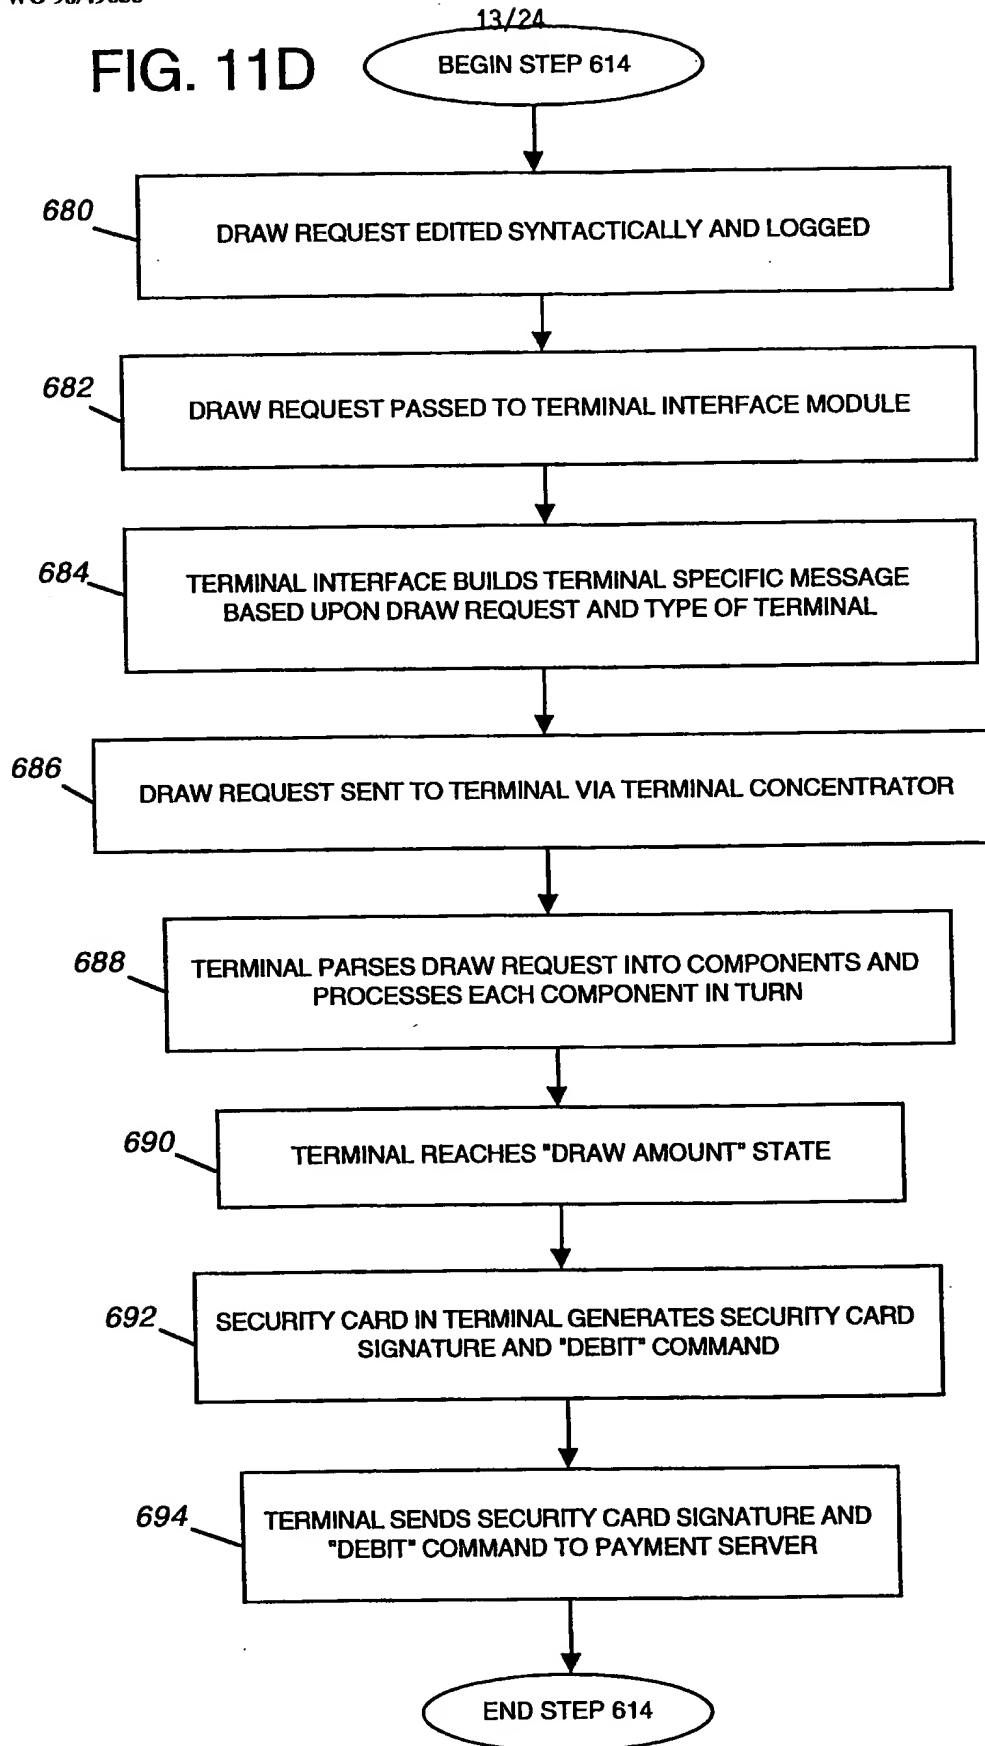 13/24
FIG. 11D
BEGIN STEP 614
680
DRAW REQUEST EDITED SYNTACTICALLY AND LOGGED
682
DRAW REQUEST PASSED TO TERMINAL INTERFACE MODULE
684
TERMINAL INTERFACE BUILDS TERMINAL SPECIFIC MESSAGE
BASED UPON DRAW REQUEST AND TYPE OF TERMINAL
686
DRAW REQUEST SENT TO TERMINAL VIA TERMINAL CONCENTRATOR
688
TERMINAL PARSES DRAW REQUEST INTO COMPONENTS AND
PROCESSES EACH COMPONENT IN TURN
690
TERMINAL REACHES "DRAW AMOUNT" STATE
692
SECURITY CARD IN TERMINAL GENERATES SECURITY CARD
SIGNATURE AND "DEBIT" COMMAND
694
TERMINAL SENDS SECURITY CARD SIGNATURE AND
"DEBIT" COMMAND TO PAYMENT SERVER
END STEP 614